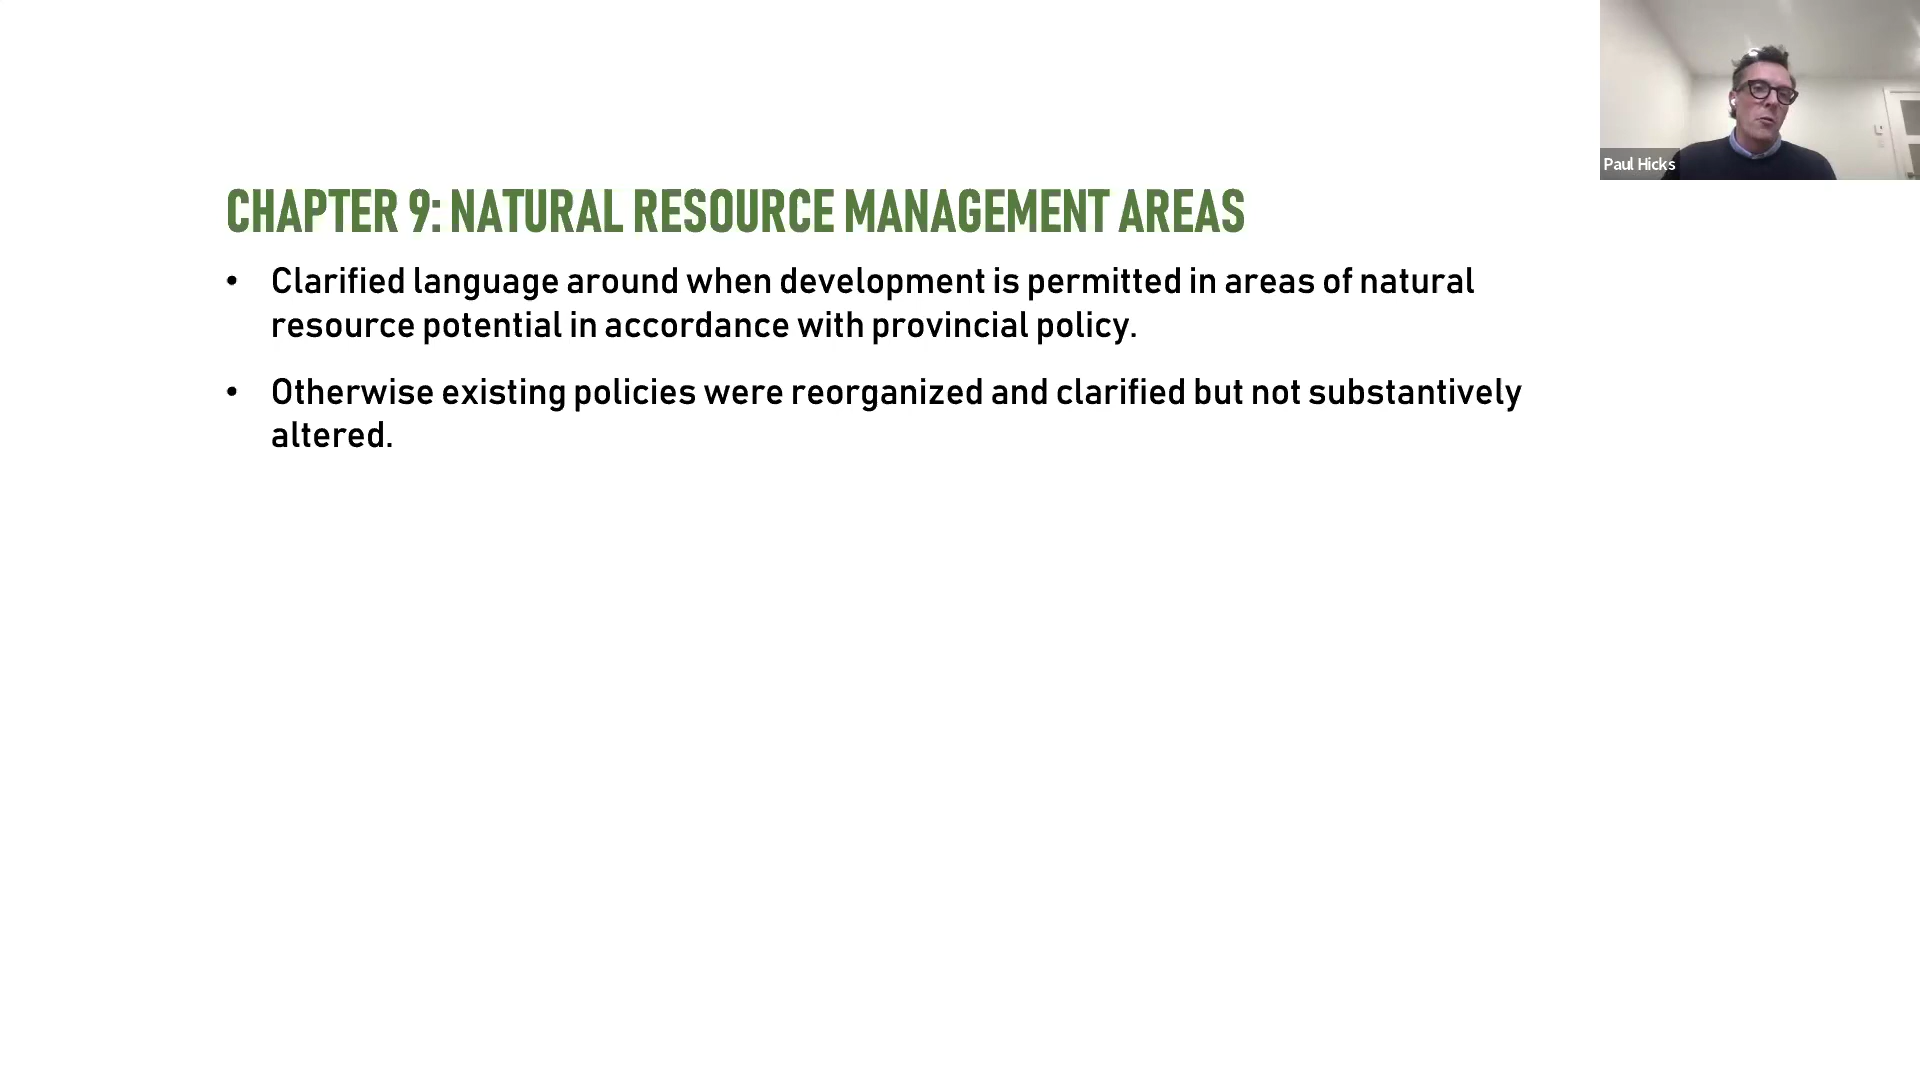 Paul Hicks
CHAPTER 9: NATURAL RESOURCE MANAGEMENT AREAS
• Clarified language around when development is permitted in areas of natural
resource potential in accordance with provincial policy.
• Otherwise existing policies were reorganized and clarified but not substantively
altered.